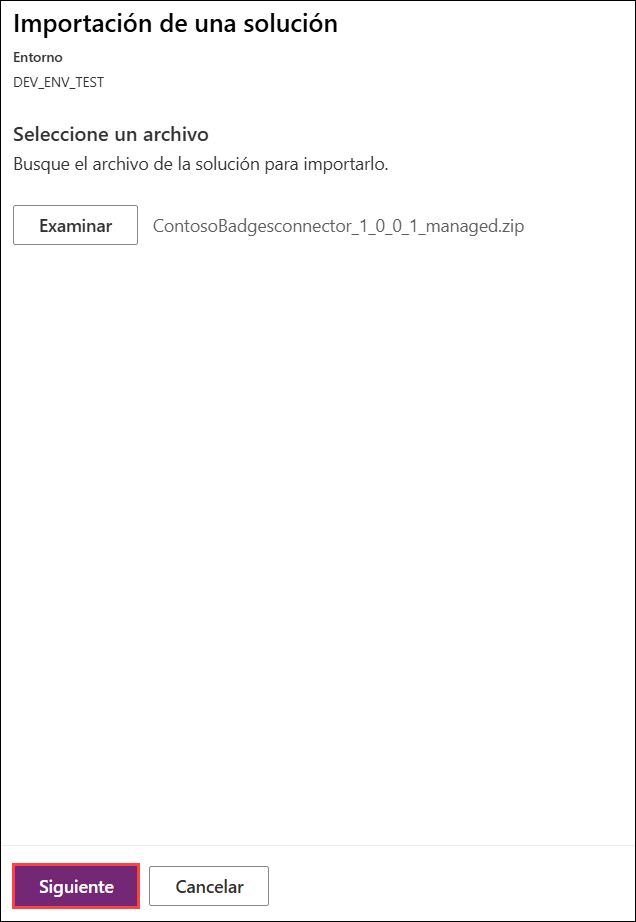 Importación de una solución
Entorno
DEV_ENV_TEST
Seleccione un archivo
Busque el archivo de la solución para importarlo.
Examinar ContosoBadgesconnector_1_0_0_1_managed.zip
Siguiente Cancelar